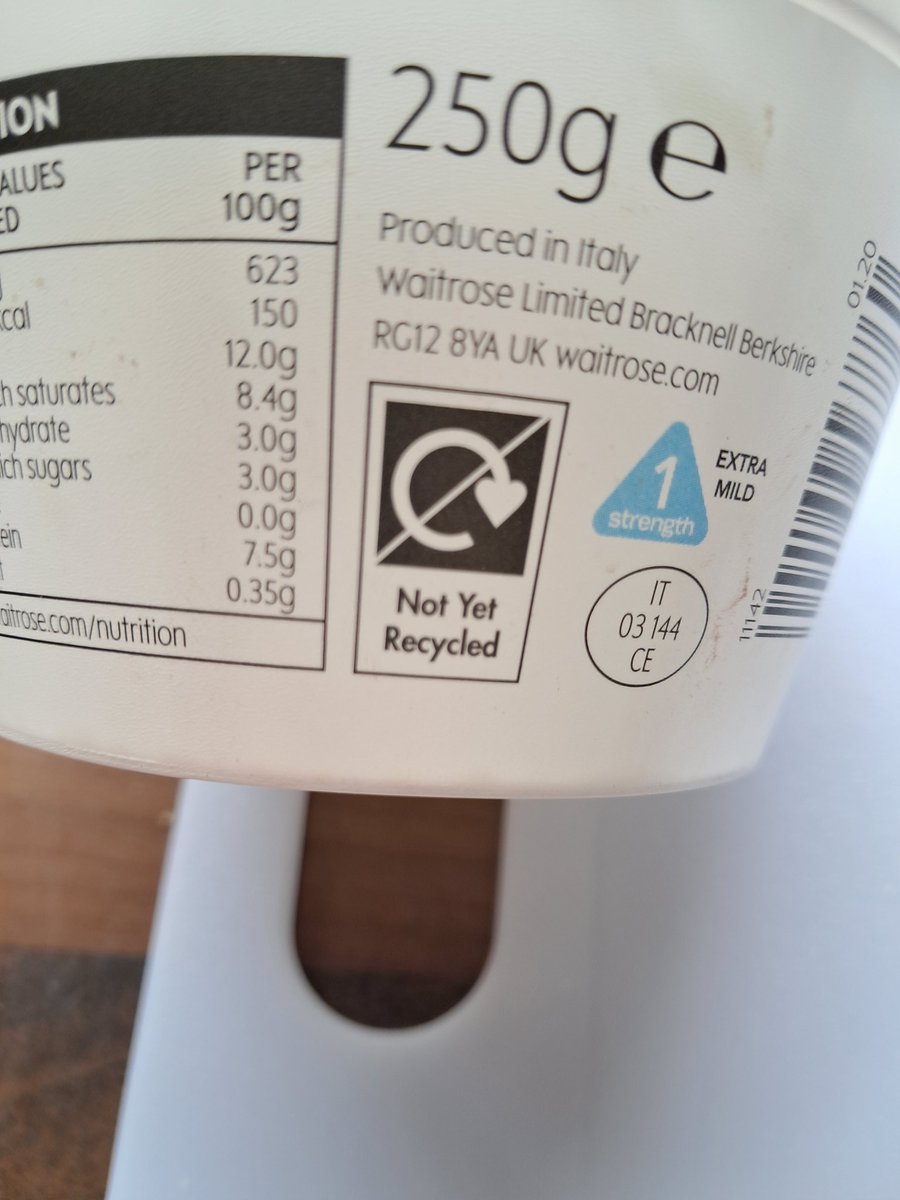 ION
ALUES PER
ED 100g
623
kcal 150
12.0g
ch saturates 8.4g
hydrate 3.0g
ich sugars 3.0g
0.0g
ein 7.5g
t 0.35g
aitrose.com/nutrition
250g e
Produced in Italy
Waitrose Limited Bracknell Berkshire
RG12 8YA UK waitrose.com
Not Yet
Recycled
1
strength
EXTRA
MILD
IT
03 144
CE
01.20
11142